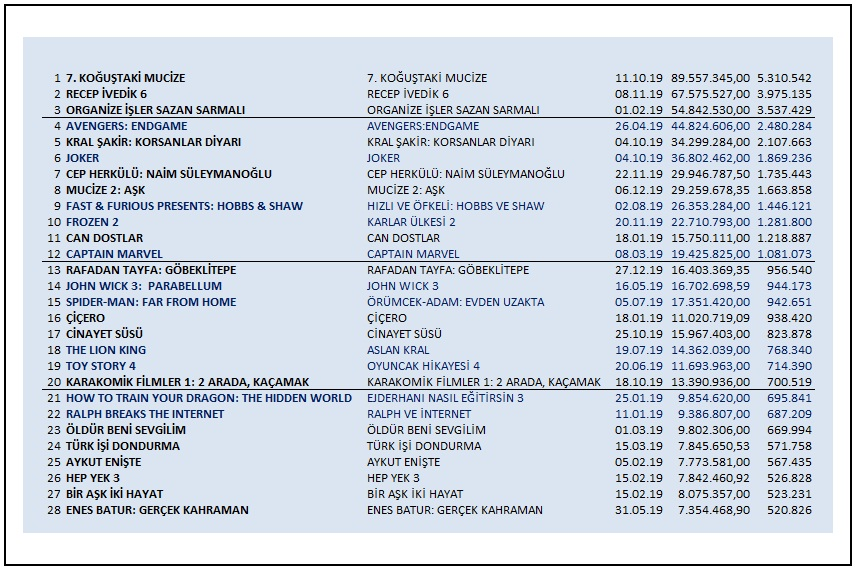 1 7. KOĞUŞTAKİ MUCİZE 7. KOĞUŞTAKİ MUCİZE 11.10.19 89.557.345,00 5.310.542
2 RECEP İVEDİK 6 RECEP İVEDİK 6 08.11.19 67.575.527,00 3.975.135
3 ORGANİZE İŞLER SAZAN SARMALI ORGANİZE İŞLER SAZAN SARMALI 01.02.19 54.842.530,00 3.537.429
4 AVENGERS: ENDGAME AVENGERS:ENDGAME 26.04.19 44.824.606,00 2.480.284
5 KRAL ŞAKİR: KORSANLAR DİYARI KRAL ŞAKİR: KORSANLAR DİYARI 04.10.19 34.299.284,00 2.107.663
6 JOKER JOKER 04.10.19 36.802.462,00 1.869.236
7 CEP HERKÜLÜ: NAİM SÜLEYMANOĞLU CEP HERKÜLÜ: NAİM SÜLEYMANOĞLU 22.11.19 29.946.787,50 1.735.443
8 MUCİZE 2: AŞK MUCİZE 2: AŞK 06.12.19 29.259.678,35 1.663.858
9 FAST & FURIOUS PRESENTS: HOBBS & SHAW HIZLI VE ÖFKELİ: HOBBS VE SHAW 02.08.19 26.353.284,00 1.446.121
10 FROZEN 2 KARLAR ÜLKESİ 2 20.11.19 22.710.793,00 1.281.800
11 CAN DOSTLAR CAN DOSTLAR 18.01.19 15.750.111,00 1.218.887
12 CAPTAIN MARVEL CAPTAIN MARVEL 08.03.19 19.425.825,00 1.081.073
13 RAFADAN TAYFA: GÖBEKLİTEPE RAFADAN TAYFA: GÖBEKLİTEPE 27.12.19 16.403.369,35 956.540
14 JOHN WICK 3: PARABELLUM JOHN WICK 3 16.05.19 16.702.698,59 944.173
15 SPIDER-MAN: FAR FROM HOME ÖRÜMCEK-ADAM: EVDEN UZAKTA 05.07.19 17.351.420,00 942.651
16 ÇİÇERO ÇİÇERO 18.01.19 11.020.719,09 938.420
17 CİNAYET SÜSÜ CİNAYET SÜSÜ 25.10.19 15.967.403,00 823.878
18 THE LION KING ASLAN KRAL 19.07.19 14.362.039,00 768.340
19 TOY STORY 4 OYUNCAK HİKAYESİ 4 20.06.19 11.693.963,00 714.390
20 KARAKOMİK FİLMLER 1: 2 ARADA, KAÇAMAK KARAKOMİK FİLMLER 1: 2 ARADA, KAÇAMAK 18.10.19 13.390.936,00 700.519
21 HOW TO TRAIN YOUR DRAGON: THE HIDDEN WORLD EJDERHANI NASIL EĞİTİRSİN 3 25.01.19 9.854.620,00 695.841
22 RALPH BREAKS THE INTERNET RALPH VE İNTERNET 11.01.19 9.386.807,00 687.209
23 ÖLDÜR BENİ SEVGİLİM ÖLDÜR BENİ SEVGİLİM 01.03.19 9.802.306,00 669.994
24 TÜRK İŞİ DONDURMA TÜRK İŞİ DONDURMA 15.03.19 7.845.650,53 571.758
25 AYKUT ENİŞTE AYKUT ENİŞTE 05.02.19 7.773.581,00 567.435
26 HEP YEK 3 HEP YEK 3 15.02.19 7.842.460,92 526.828
27 BİR AŞK İKİ HAYAT BİR AŞK İKİ HAYAT 15.02.19 8.075.357,00 523.231
28 ENES BATUR: GERÇEK KAHRAMAN ENES BATUR: GERÇEK KAHRAMAN 31.05.19 7.354.468,90 520.826